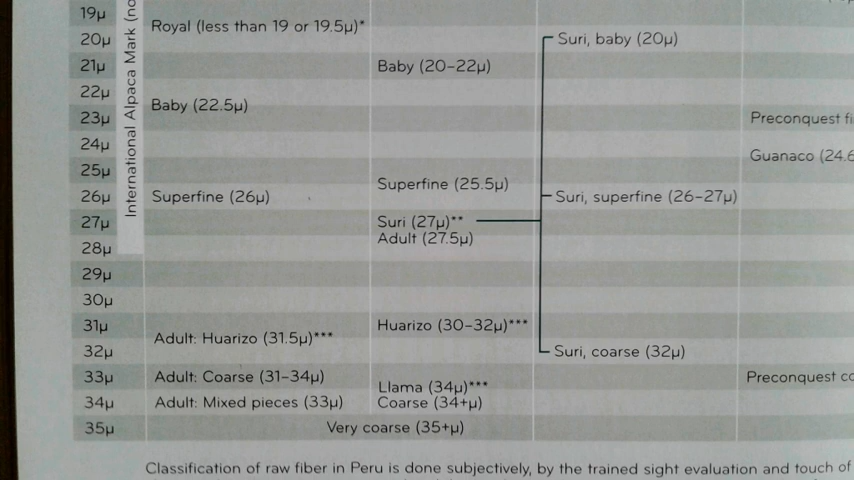 19µ
Royal (less than 19 or 19.5µ)*
20µ
Suri, baby (20µ)
21µ
Baby (20–22µ)
22µ
Baby (22.5µ)
23µ
Preconquest
24µ
25µ
Guanaco (24.6
Superfine (25.5µ)
26µ
Superfine (26µ)
Suri, superfine (26–27µ)
27µ
Suri (27µ)**
Adult (27.5µ)
28µ
29µ
30µ
31µ
Huarizo (30–32µ)***
Adult: Huarizo (31.5µ)***
32µ
Suri, coarse (32µ)
33µ
Adult: Coarse (31–34µ)
Preconquest
Llama (34µ)***
34µ
Adult: Mixed pieces (33µ)
Coarse (34+µ)
35µ
Very coarse (35+µ)
International Alpaca Mark
Classification of raw fiber in Peru is done subjectively, by the trained sight evaluation and touch of